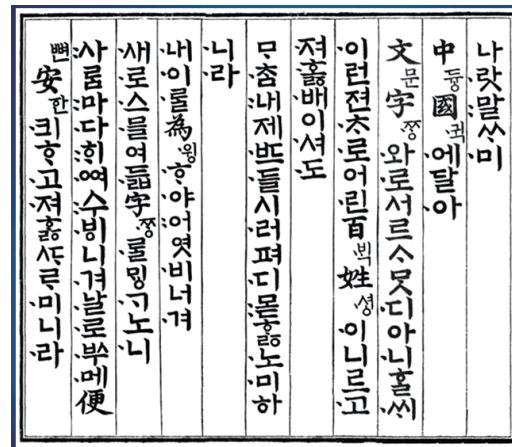 나랏말ᄊᆞ미
中듕國귁에달아
文문字ᄍᆞᆼ와로서르ᄉᆞᄆᆞᆺ디아니ᄒᆞᆯᄊᆡ
이런젼ᄎᆞ로어린百ᄇᆡᆨ姓셩이니르고
져ᄒᆞᇙ배이셔도
ᄆᆞᄎᆞᆷ내제ᄠᅳ들시러펴디몯ᄒᆞᇙ노미하
니라
내이ᄅᆞᆯ為윙ᄒᆞ야어엿비너겨
새로스믈여듧字ᄍᆞᆼᄅᆞᆯᄆᆡᇰᄀᆞ노니
사ᄅᆞᆷ마다ᄒᆡᅇᅧ수ᄫᅵ니겨날로ᄡᅮ메便
뼌安한킈ᄒᆞ고져ᄒᆞᇙᄯᆞᄅᆞ미니라